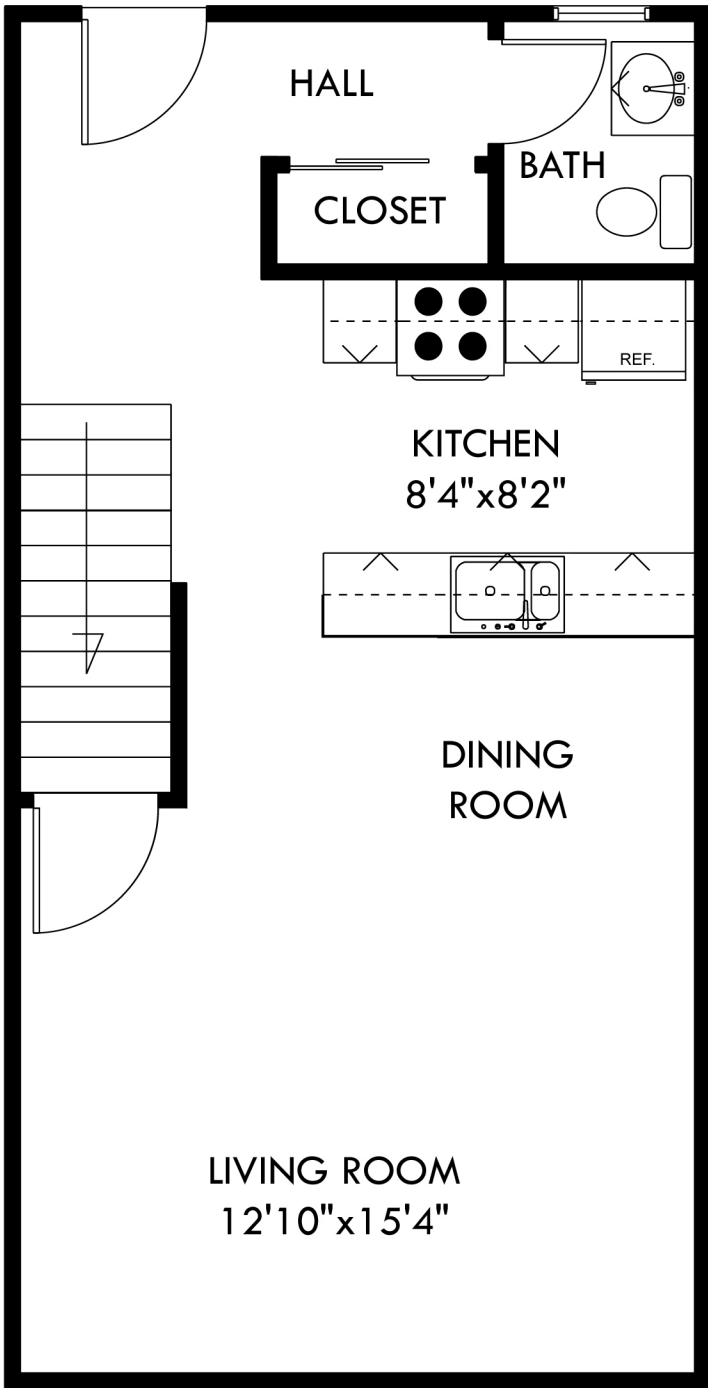 HALL
BATH
CLOSET
REF.
KITCHEN
8'4"x8'2"
DINING
ROOM
LIVING ROOM
12'10"x15'4"